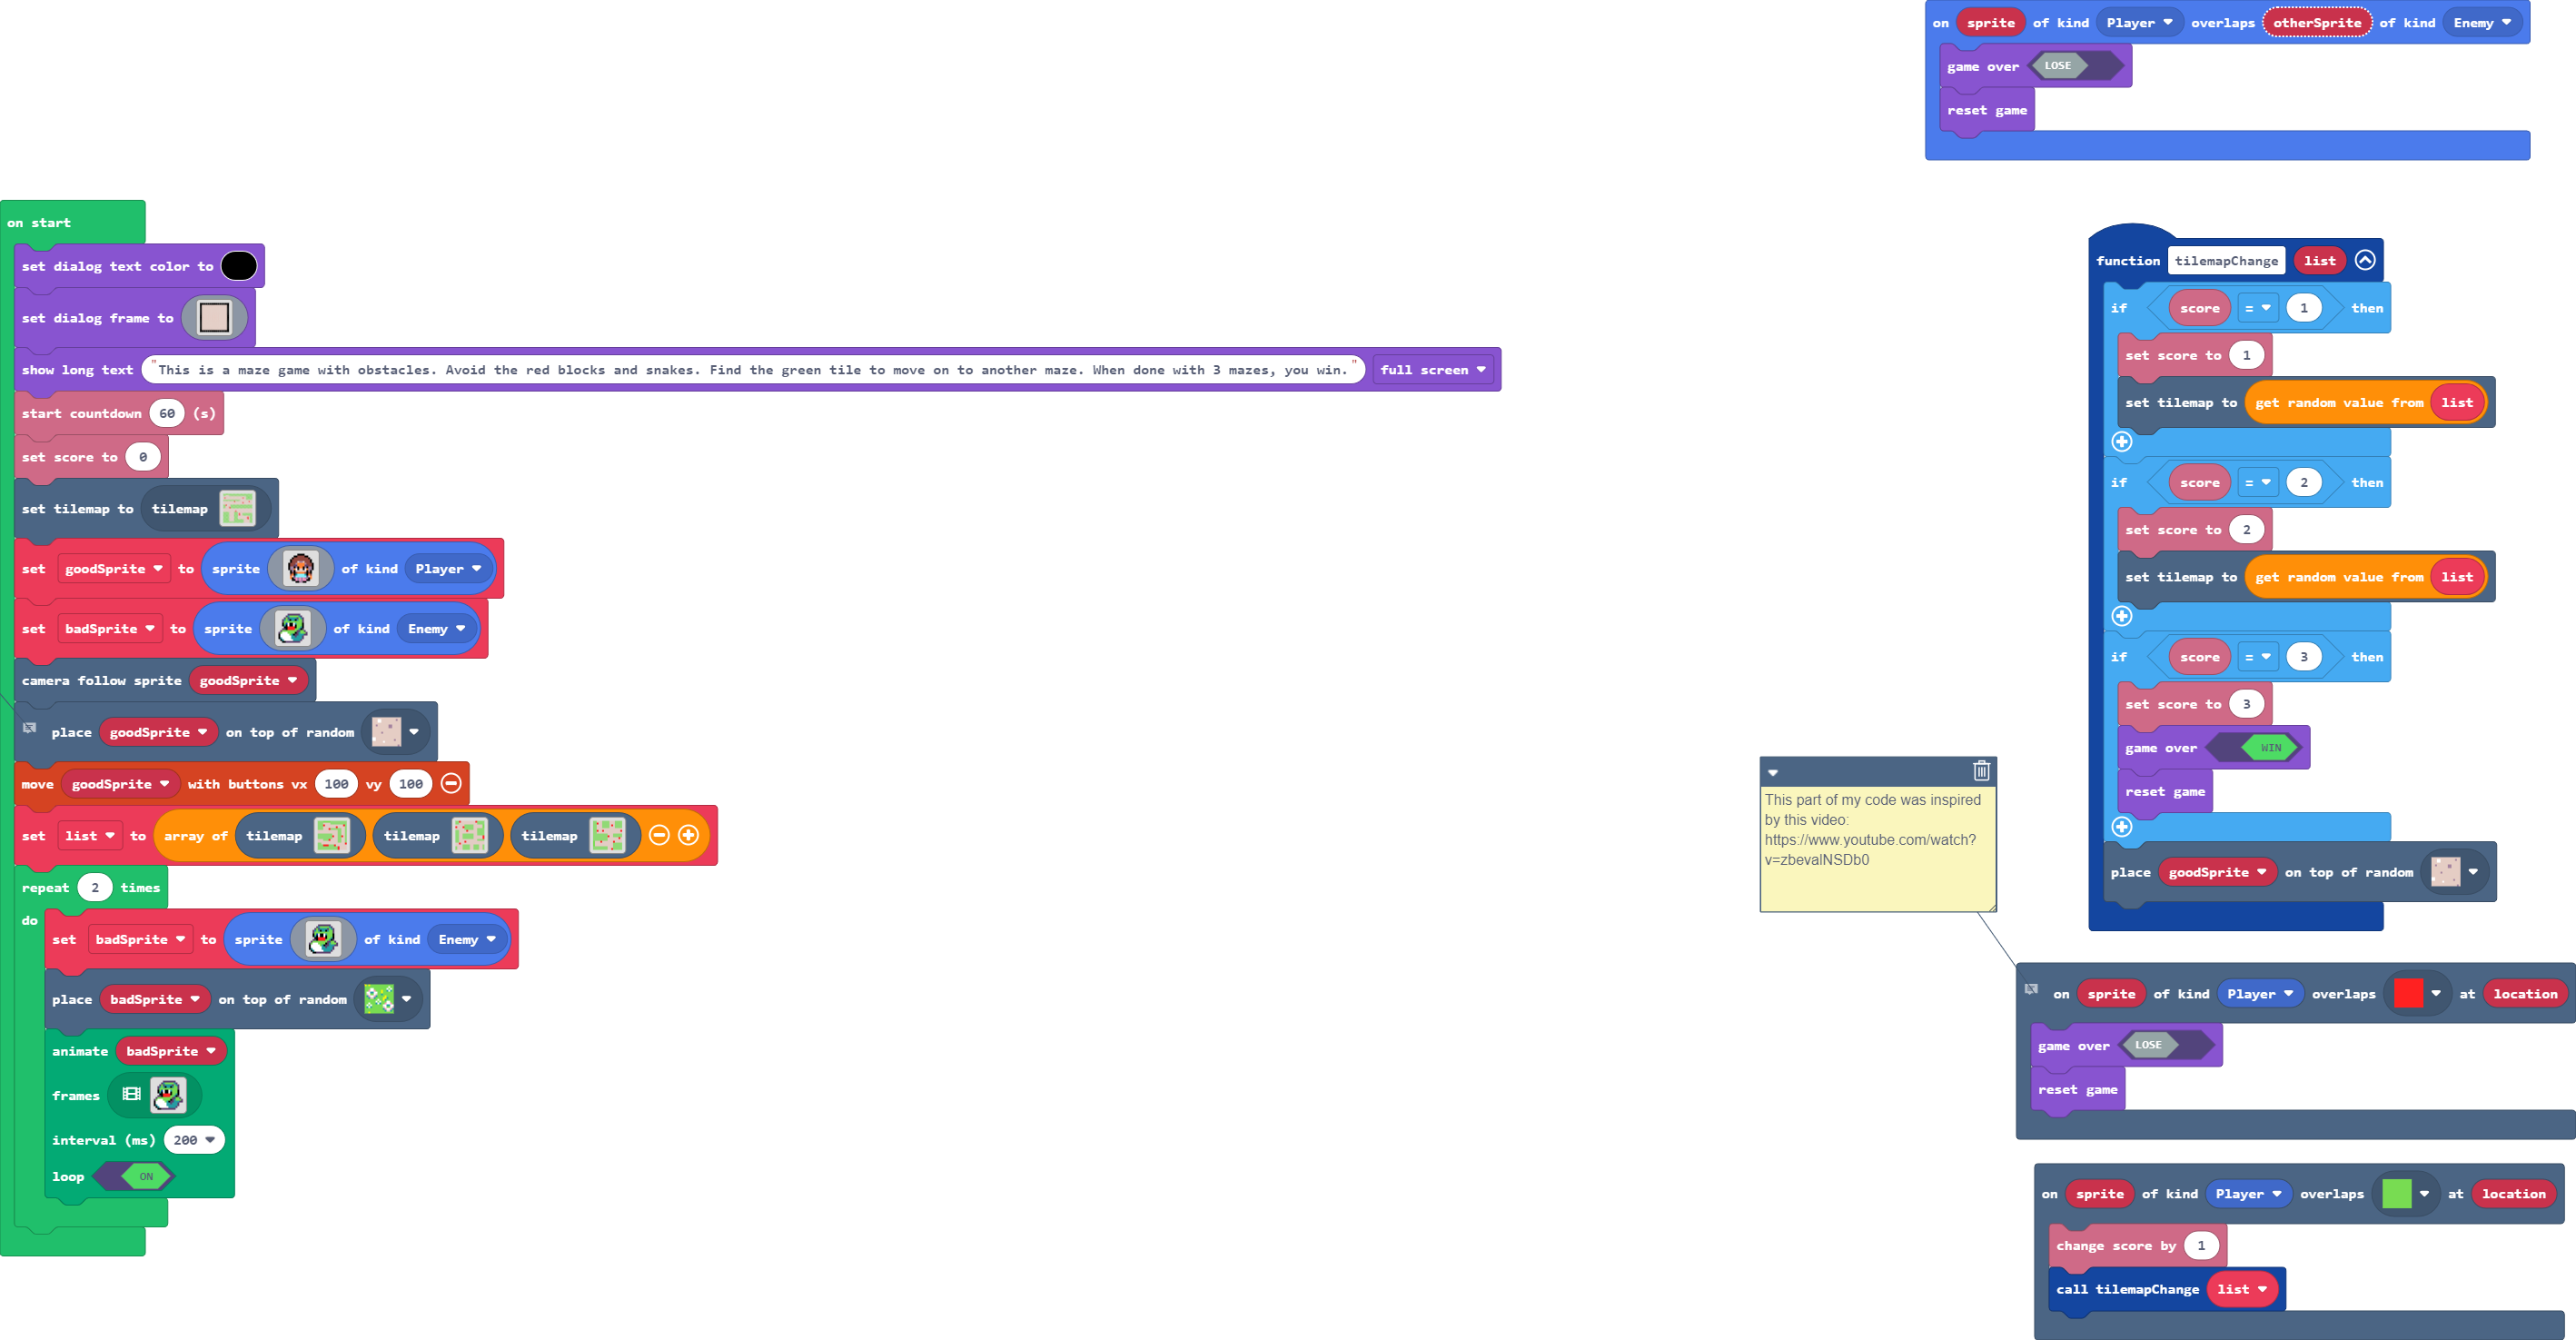 on sprite of kind Player overlaps otherSprite of kind Enemy
game over LOSE
reset game
on start
set dialog text color to
set dialog frame to
show long text "This is a maze game with obstacles. Avoid the red blocks and snakes. Find the green tile to move on to another maze. When done with 3 mazes, you win." full screen
start countdown 60 (s)
set score to 0
set tilemap to tilemap
set goodSprite to sprite of kind Player
set badSprite to sprite of kind Enemy
camera follow sprite goodSprite
place goodSprite on top of random
move goodSprite with buttons vx 100 vy 100
set list to array of tilemap tilemap tilemap
repeat 2 times
do
set badSprite to sprite of kind Enemy
place badSprite on top of random
animate badSprite
frames
interval (ms) 200
loop ON
function tilemapChange list
if score = 1 then
set score to 1
set tilemap to get random value from list
if score = 2 then
set score to 2
set tilemap to get random value from list
if score = 3 then
set score to 3
game over WIN
reset game
place goodSprite on top of random
This part of my code was inspired
by this video:
https://www.youtube.com/watch?
v=zbevalNSDb0
on sprite of kind Player overlaps at location
game over LOSE
reset game
on sprite of kind Player overlaps at location
change score by 1
call tilemapChange list